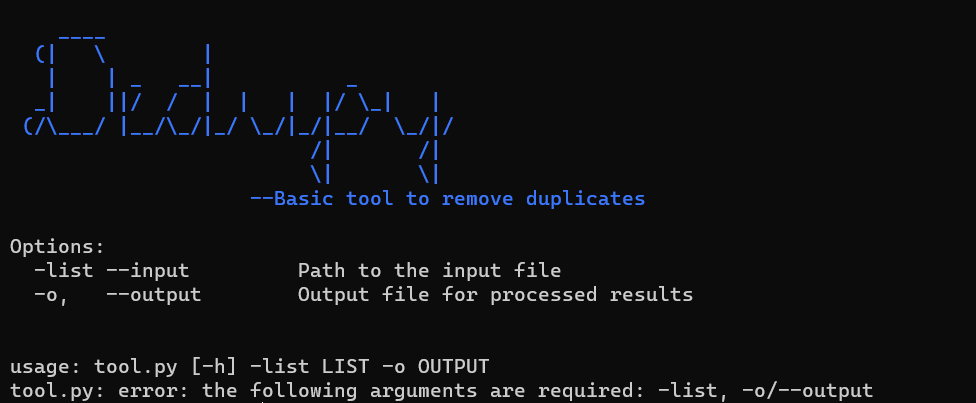 Dedupy
--Basic tool to remove duplicates
Options:
-list --input Path to the input file
-o, --output Output file for processed results
usage: tool.py [-h] -list LIST -o OUTPUT
tool.py: error: the following arguments are required: -list, -o/--output